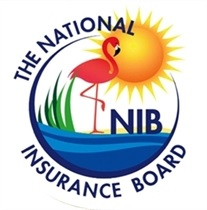 THE NATIONAL
NIB
INSURANCE BOARD